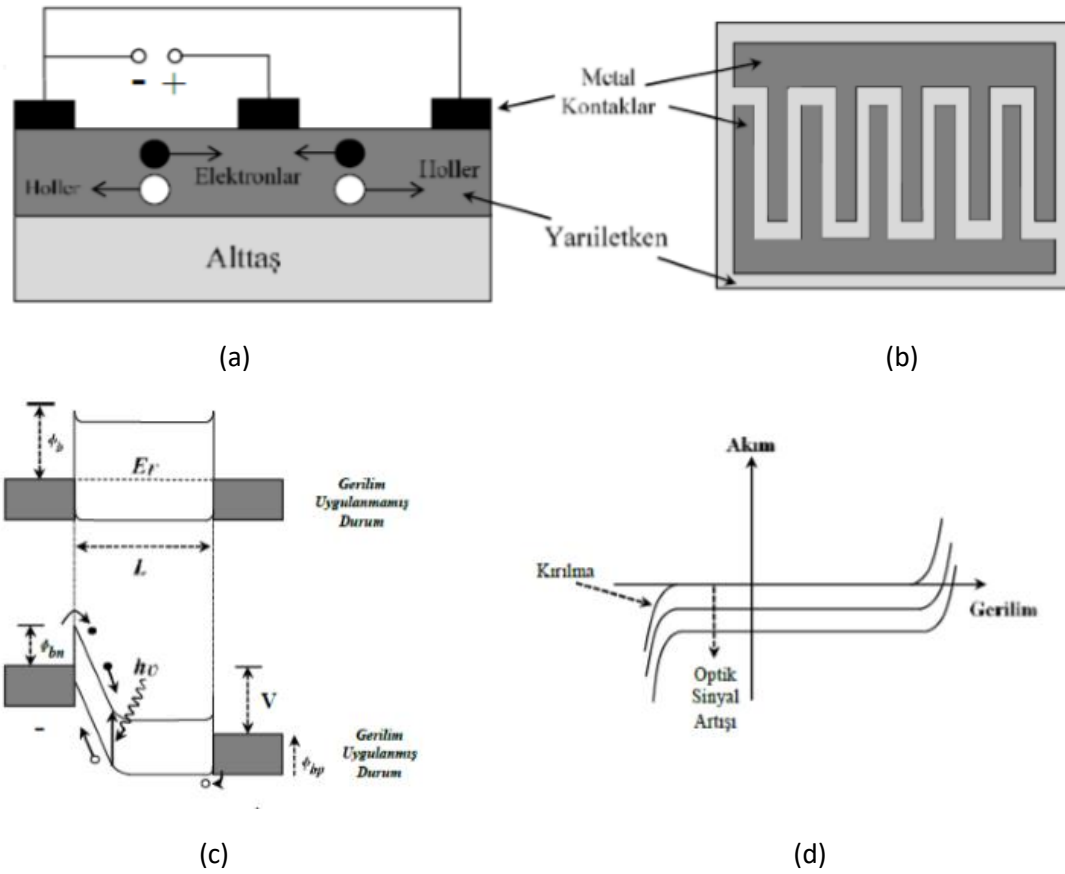 - +
Metal
Kontaklar
Holler
Elektronlar
Holler
Yarıiletken
Alttaş
(a)
(b)
ϕb
EF
Gerilim
Uygulanmamış
Durum
L
ϕbn
hυ
V
-
Gerilim
Uygulanmış
Durum
ϕbp
Akım
Kırılma
Gerilim
Optik
Sinyal
Artışı
(c)
(d)